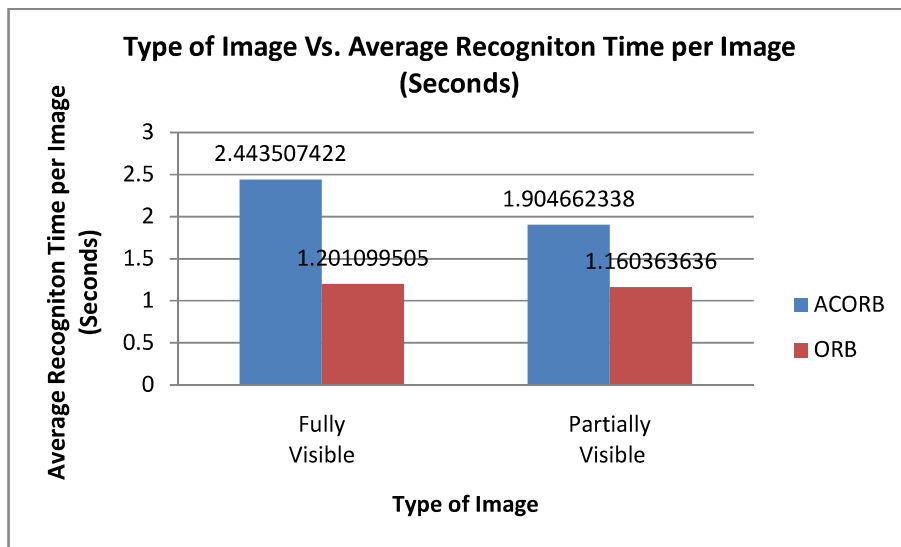 Type of Image Vs. Average Recogniton Time per Image
(Seconds)
Average Recogniton Time per Image
(Seconds)
3
2.5
2
1.5
1
0.5
0
2.443507422
1.201099505
1.904662338
1.160363636
Fully
Visible
Partially
Visible
Type of Image
ACORB
ORB